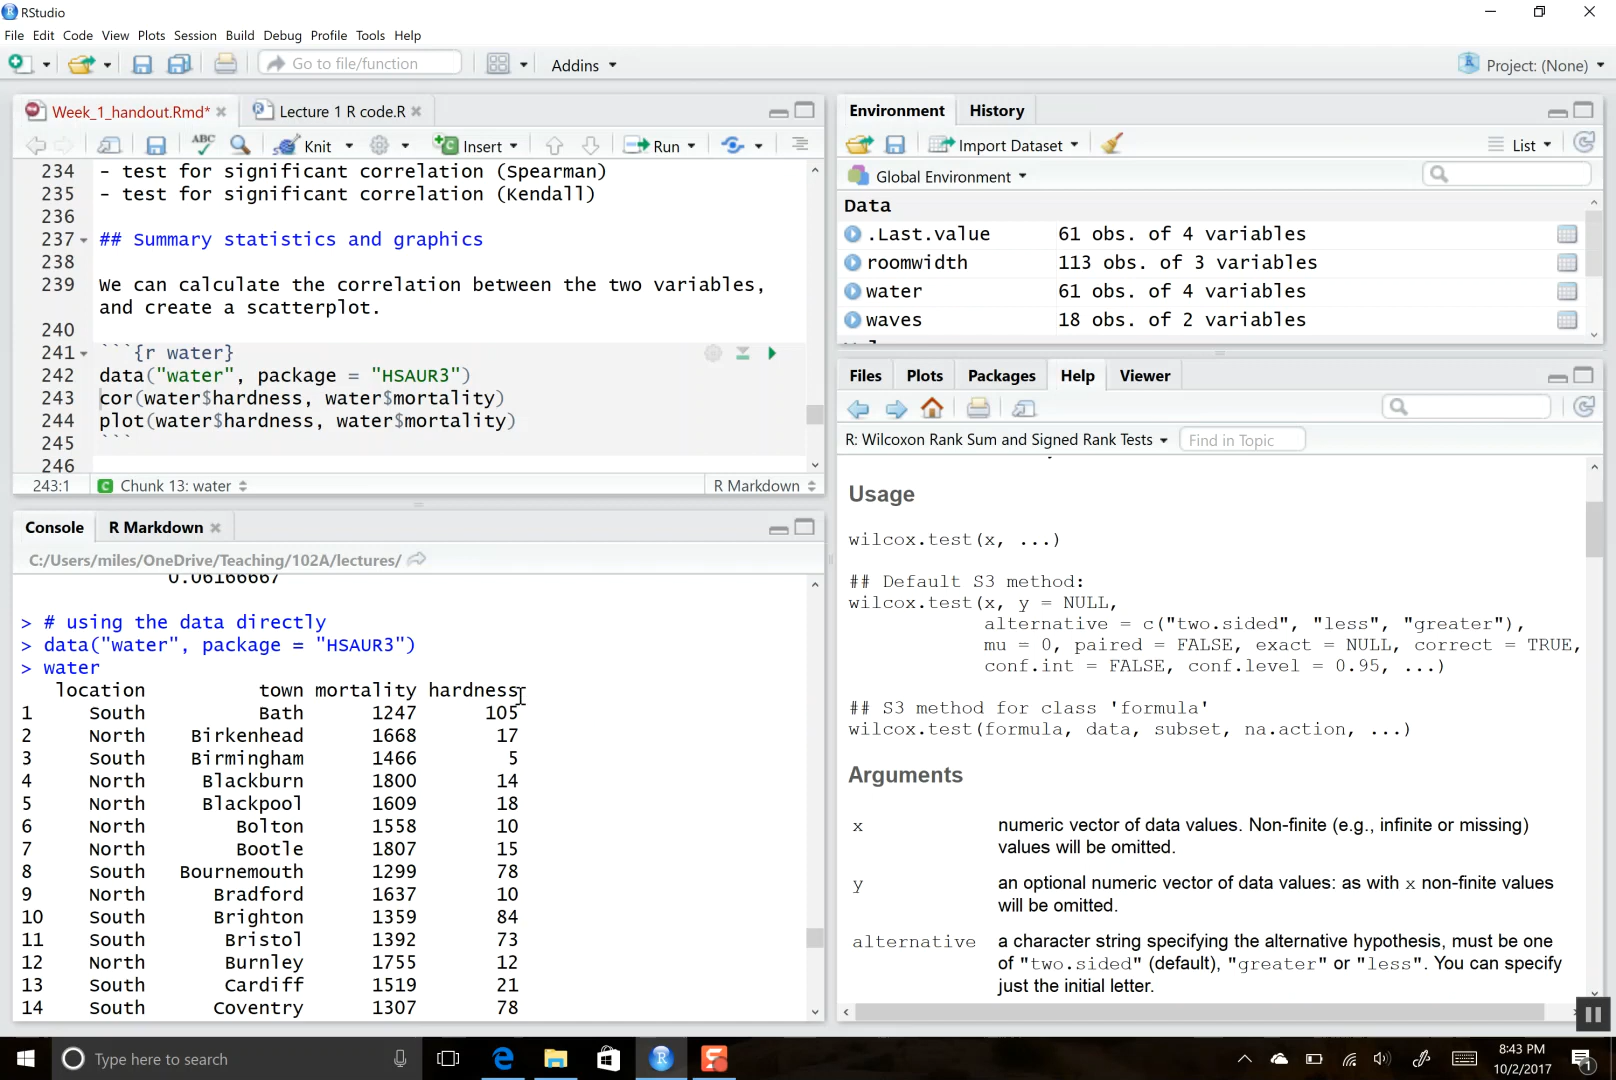 RStudio
File Edit Code View Plots Session Build Debug Profile Tools Help
Go to file/function Addins Project: (None)
Week_1_handout.Rmd* Lecture 1 R code.R
ABC Knit Insert Run
234 - test for significant correlation (Spearman)
235 - test for significant correlation (Kendall)
236
237 ## Summary statistics and graphics
238
239 We can calculate the correlation between the two variables,
and create a scatterplot.
240
241 ```{r water}
242 data("water", package = "HSAUR3")
243 cor(water$hardness, water$mortality)
244 plot(water$hardness, water$mortality)
245 ```
246
243:1 Chunk 13: water R Markdown
Console R Markdown
C:/Users/miles/OneDrive/Teaching/102A/lectures/
0.06166667
> # using the data directly
> data("water", package = "HSAUR3")
> water
location town mortality hardness
1 South Bath 1247 105
2 North Birkenhead 1668 17
3 South Birmingham 1466 5
4 North Blackburn 1800 14
5 North Blackpool 1609 18
6 North Bolton 1558 10
7 North Bootle 1807 15
8 South Bournemouth 1299 78
9 North Bradford 1637 10
10 South Brighton 1359 84
11 South Bristol 1392 73
12 North Burnley 1755 12
13 South Cardiff 1519 21
14 South Coventry 1307 78
Environment History
Import Dataset List
Global Environment
Data
.Last.value 61 obs. of 4 variables
roomwidth 113 obs. of 3 variables
water 61 obs. of 4 variables
waves 18 obs. of 2 variables
Files Plots Packages Help Viewer
R: Wilcoxon Rank Sum and Signed Rank Tests Find in Topic
Usage
wilcox.test(x, ...)
## Default S3 method:
wilcox.test(x, y = NULL,
alternative = c("two.sided", "less", "greater"),
mu = 0, paired = FALSE, exact = NULL, correct = TRUE,
conf.int = FALSE, conf.level = 0.95, ...)
## S3 method for class 'formula'
wilcox.test(formula, data, subset, na.action, ...)
Arguments
x numeric vector of data values. Non-finite (e.g., infinite or missing)
values will be omitted.
y an optional numeric vector of data values: as with x non-finite values
will be omitted.
alternative a character string specifying the alternative hypothesis, must be one
of "two.sided" (default), "greater" or "less". You can specify
just the initial letter.
Type here to search
8:43 PM
10/2/2017
1